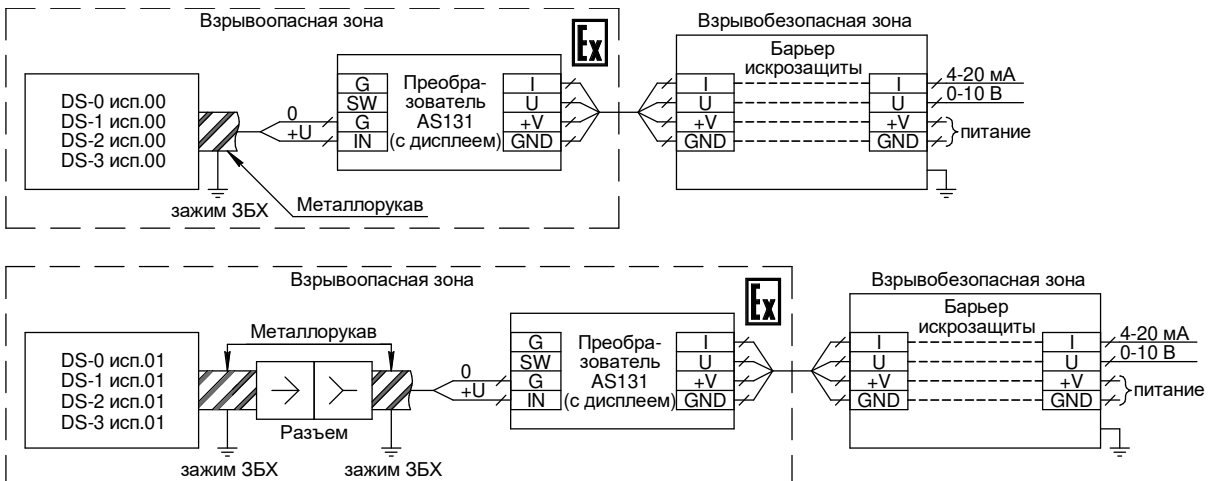 Взрывоопасная зона
Взрывобезопасная зона
Ex
DS-0 исп.00
DS-1 исп.00
DS-2 исп.00
DS-3 исп.00
0
+U
G
SW
G
IN
Преобра-
зователь
AS131
(с дисплеем)
I
U
+V
GND
Барьер
искрозащиты
I
U
+V
GND
I
U
+V
GND
4-20 мА
0-10 В
питание
зажим ЗБХ
Металлорукав
Взрывоопасная зона
Взрывобезопасная зона
Ex
Металлорукав
DS-0 исп.01
DS-1 исп.01
DS-2 исп.01
DS-3 исп.01
Разъем
0
+U
G
SW
G
IN
Преобра-
зователь
AS131
(с дисплеем)
I
U
+V
GND
Барьер
искрозащиты
I
U
+V
GND
I
U
+V
GND
4-20 мА
0-10 В
питание
зажим ЗБХ
зажим ЗБХ